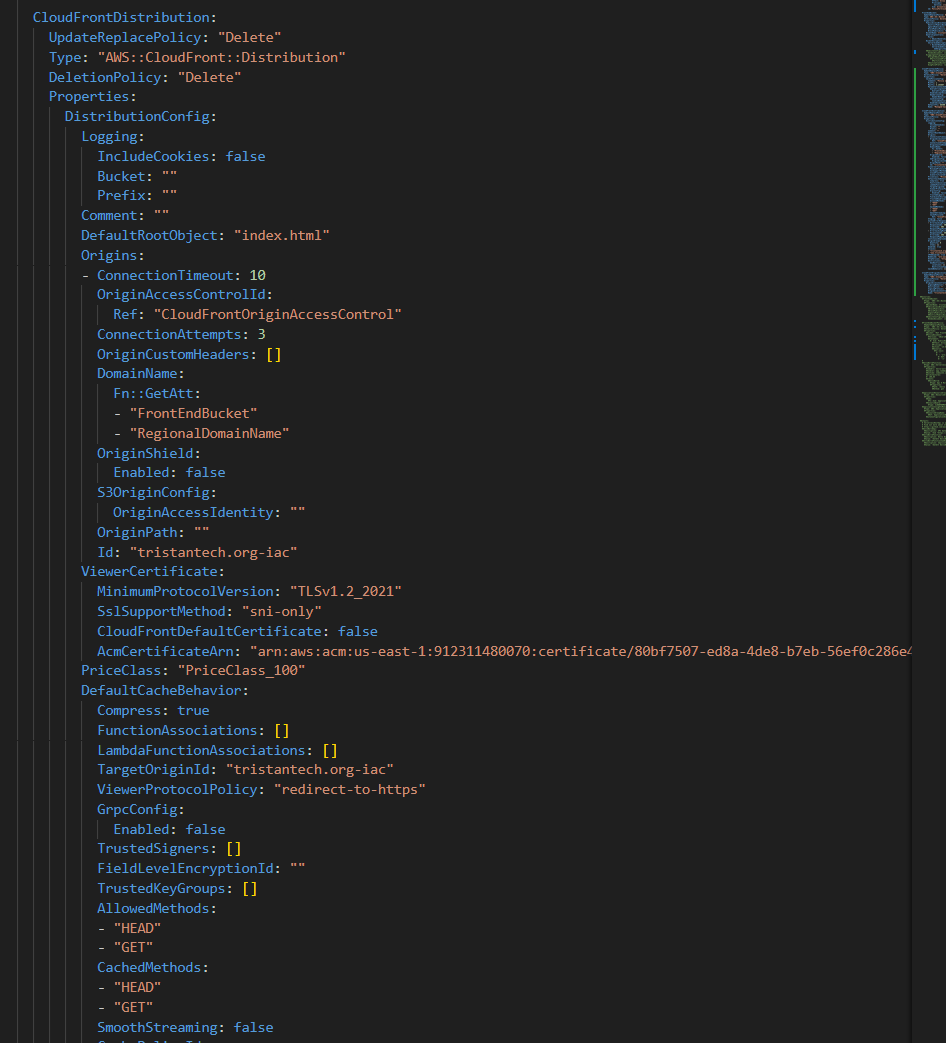 CloudFrontDistribution:
UpdateReplacePolicy: "Delete"
Type: "AWS::CloudFront::Distribution"
DeletionPolicy: "Delete"
Properties:
DistributionConfig:
Logging:
IncludeCookies: false
Bucket: ""
Prefix: ""
Comment: ""
DefaultRootObject: "index.html"
Origins:
- ConnectionTimeout: 10
OriginAccessControlId:
Ref: "CloudFrontOriginAccessControl"
ConnectionAttempts: 3
OriginCustomHeaders: []
DomainName:
Fn::GetAtt:
- "FrontEndBucket"
- "RegionalDomainName"
OriginShield:
Enabled: false
S3OriginConfig:
OriginAccessIdentity: ""
OriginPath: ""
Id: "tristantech.org-iac"
ViewerCertificate:
MinimumProtocolVersion: "TLSv1.2_2021"
SslSupportMethod: "sni-only"
CloudFrontDefaultCertificate: false
AcmCertificateArn: "arn:aws:acm:us-east-1:912311480070:certificate/80bf7507-ed8a-4de8-b7eb-56ef0c286e4
PriceClass: "PriceClass_100"
DefaultCacheBehavior:
Compress: true
FunctionAssociations: []
LambdaFunctionAssociations: []
TargetOriginId: "tristantech.org-iac"
ViewerProtocolPolicy: "redirect-to-https"
GrpcConfig:
Enabled: false
TrustedSigners: []
FieldLevelEncryptionId: ""
TrustedKeyGroups: []
AllowedMethods:
- "HEAD"
- "GET"
CachedMethods:
- "HEAD"
- "GET"
SmoothStreaming: false